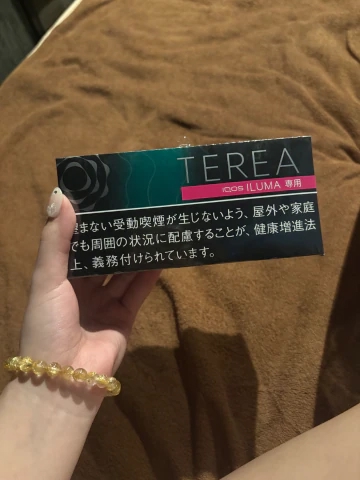 TEREA
IQOS ILUMA 専用
まない受動喫煙が生じないよう、屋外や家庭
でも周囲の状況に配慮することが、健康増進法
上、義務付けられています。